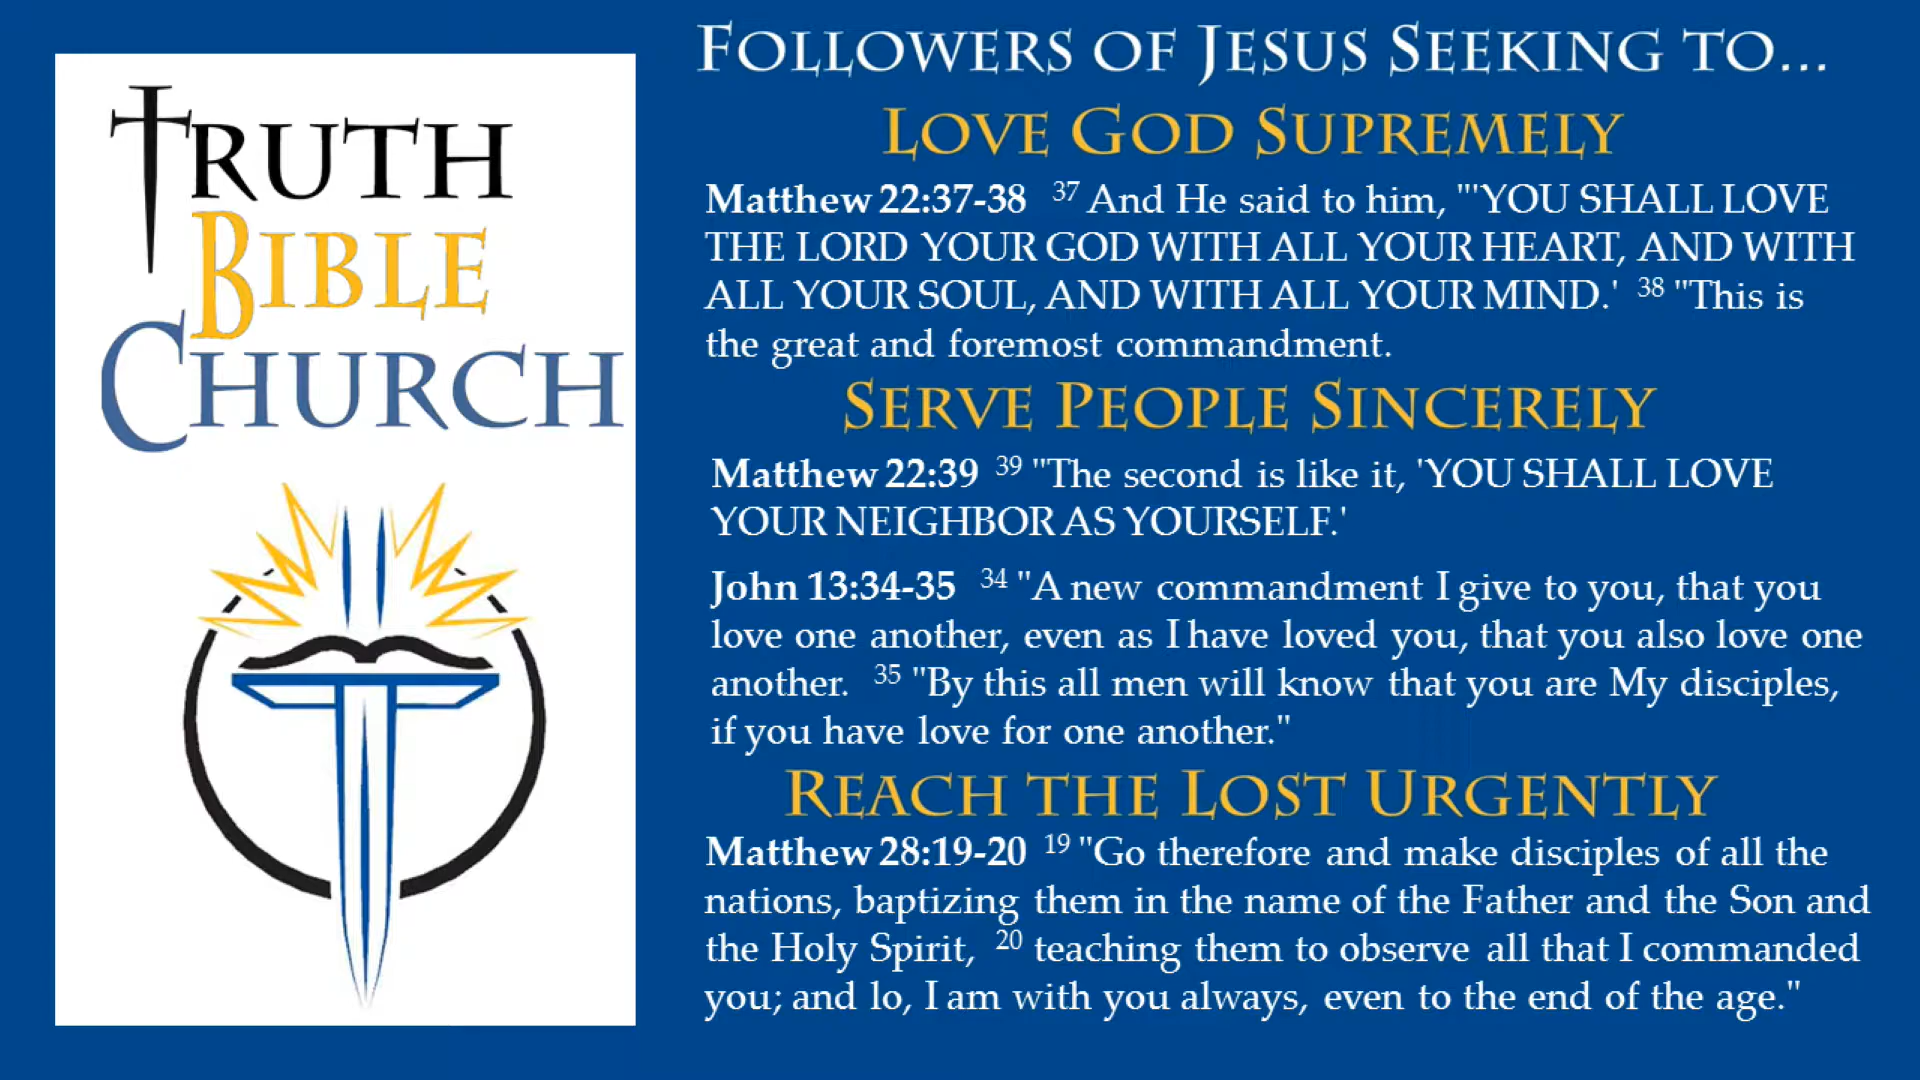 TRUTH
BIBLE
CHURCH
FOLLOWERS OF JESUS SEEKING TO...
LOVE GOD SUPREMELY
Matthew 22:37-38 37 And He said to him, "'YOU SHALL LOVE
THE LORD YOUR GOD WITH ALL YOUR HEART, AND WITH
ALL YOUR SOUL, AND WITH ALL YOUR MIND.' 38 "This is
the great and foremost commandment.
SERVE PEOPLE SINCERELY
Matthew 22:39 39 "The second is like it, 'YOU SHALL LOVE
YOUR NEIGHBOR AS YOURSELF.'
John 13:34-35 34 "A new commandment I give to you, that you
love one another, even as I have loved you, that you also love one
another. 35 "By this all men will know that you are My disciples,
if you have love for one another."
REACH THE LOST URGENTLY
Matthew 28:19-20 19 "Go therefore and make disciples of all the
nations, baptizing them in the name of the Father and the Son and
the Holy Spirit, 20 teaching them to observe all that I commanded
you; and lo, I am with you always, even to the end of the age."